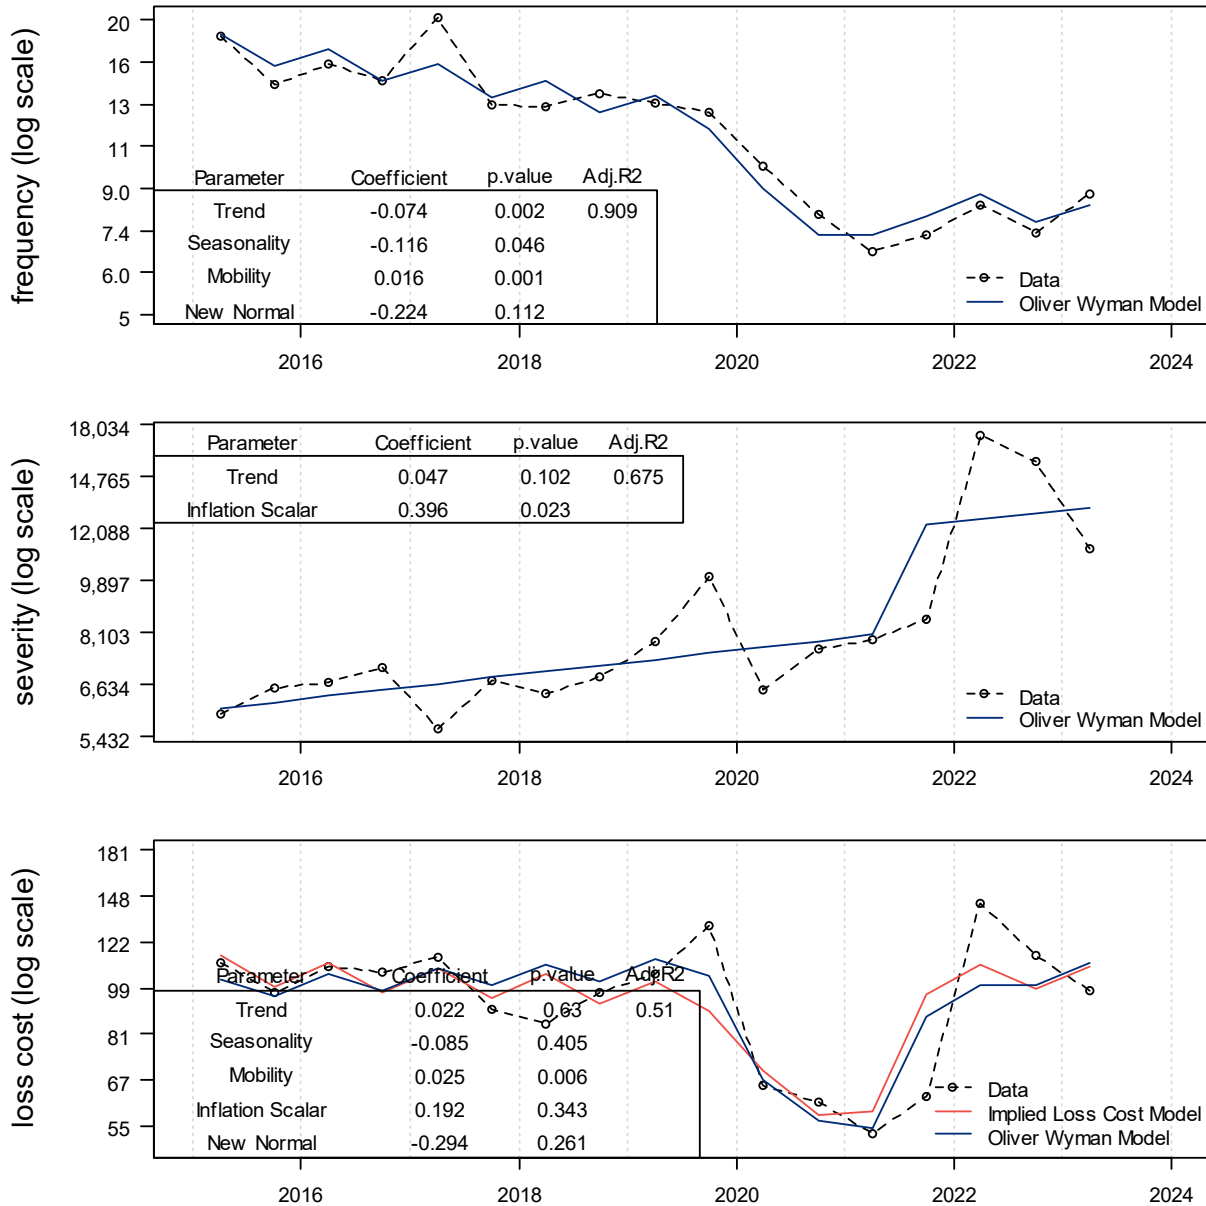 frequency (log scale)
20
16
13
11
9.0
7.4
6.0
5
Parameter Coefficient p.value Adj.R2
Trend -0.074 0.002 0.909
Seasonality -0.116 0.046
Mobility 0.016 0.001
New Normal -0.224 0.112
Data
Oliver Wyman Model
2016 2018 2020 2022 2024
severity (log scale)
18,034
14,765
12,088
9,897
8,103
6,634
5,432
Parameter Coefficient p.value Adj.R2
Trend 0.047 0.102 0.675
Inflation Scalar 0.396 0.023
Data
Oliver Wyman Model
2016 2018 2020 2022 2024
loss cost (log scale)
181
148
122
99
81
67
55
Parameter Coefficient p.value Adj.R2
Trend 0.022 0.63 0.51
Seasonality -0.085 0.405
Mobility 0.025 0.006
Inflation Scalar 0.192 0.343
New Normal -0.294 0.261
Data
Implied Loss Cost Model
Oliver Wyman Model
2016 2018 2020 2022 2024